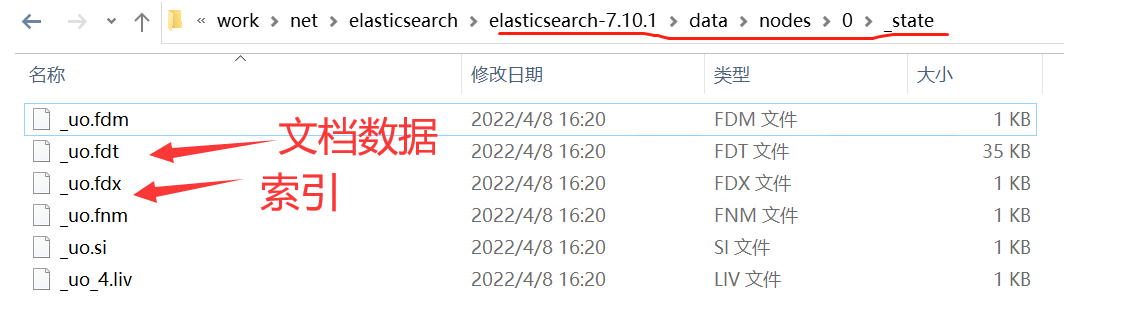 « work > net > elasticsearch > elasticsearch-7.10.1 > data > nodes > 0 > _state
名称 修改日期 类型 大小
_uo.fdm 2022/4/8 16:20 FDM 文件 1 KB
_uo.fdt 文档数据 2022/4/8 16:20 FDT 文件 35 KB
_uo.fdx 索引 2022/4/8 16:20 FDX 文件 1 KB
_uo.fnm 2022/4/8 16:20 FNM 文件 1 KB
_uo.si 2022/4/8 16:20 SI 文件 1 KB
_uo_4.liv 2022/4/8 16:20 LIV 文件 1 KB